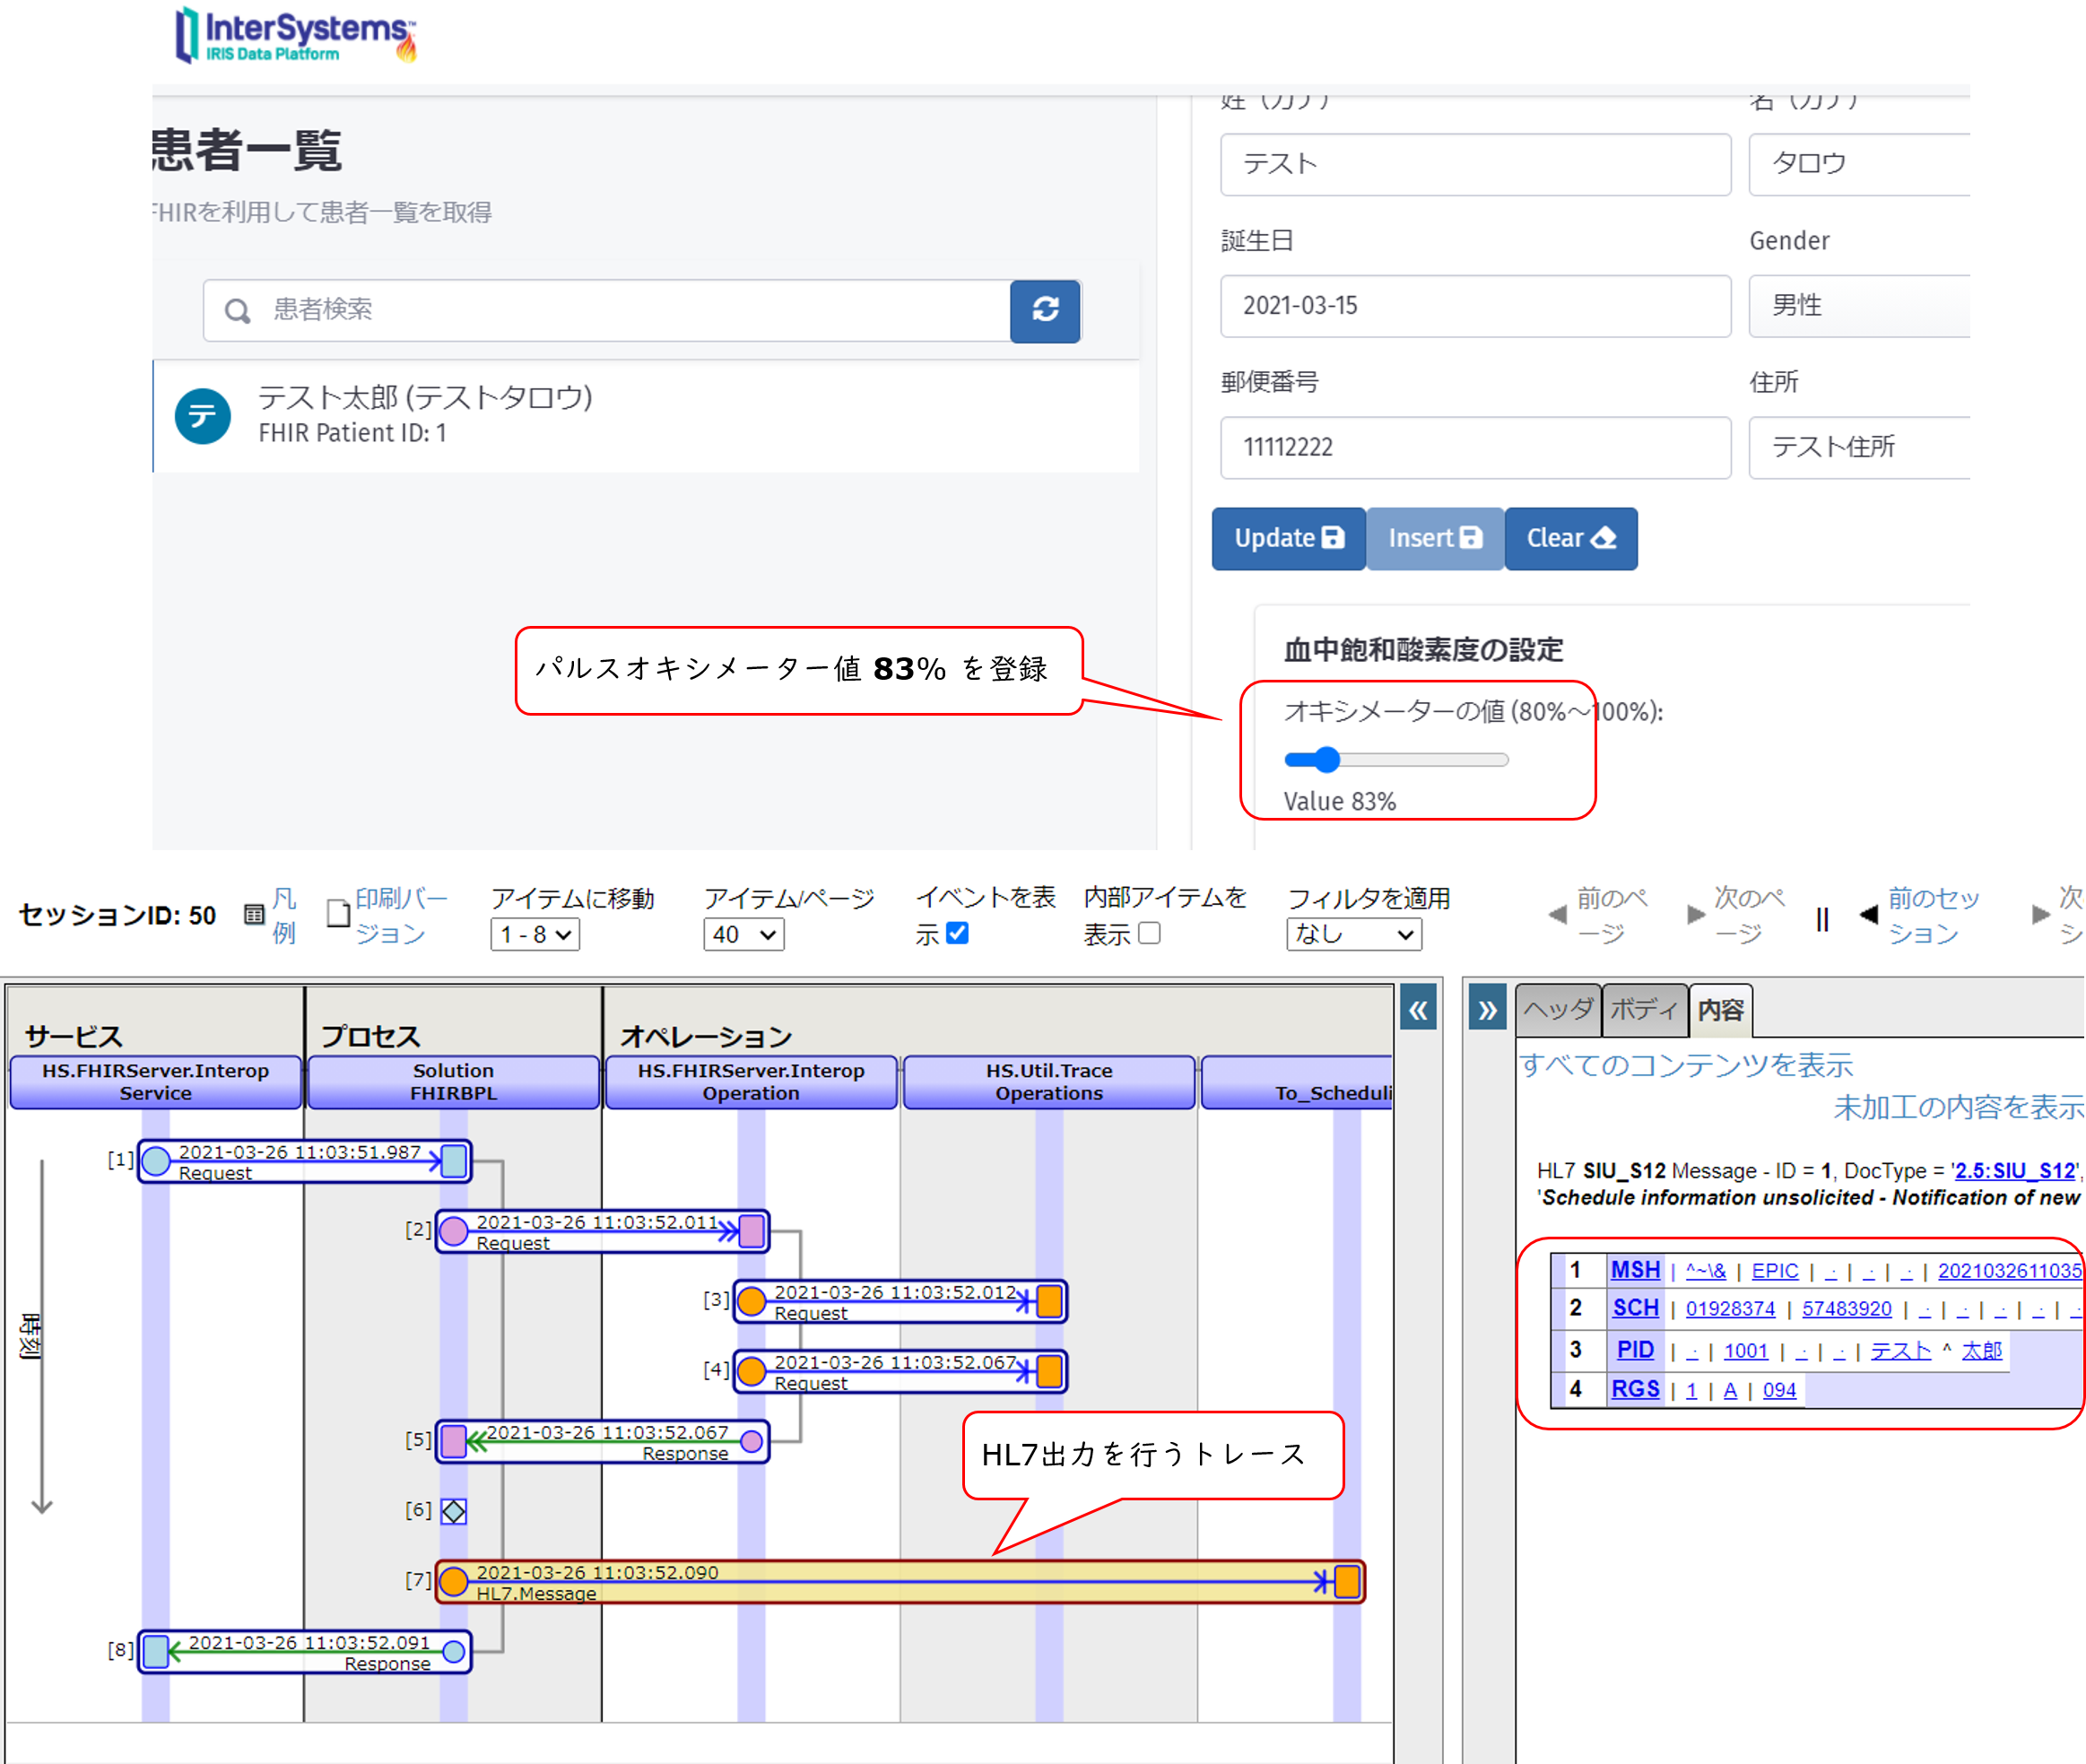 InterSystems™
IRIS Data Platform
患者一覧
FHIRを利用して患者一覧を取得
患者検索
テ
テスト太郎 (テストタロウ)
FHIR Patient ID: 1
姓（カナ） 名（カナ）
テスト タロウ
誕生日 Gender
2021-03-15 男性
郵便番号 住所
11112222 テスト住所
Update Insert Clear
血中飽和酸素度の設定
オキシメーターの値 (80%～100%):
Value 83%
パルスオキシメーター値 83% を登録
セッションID: 50
凡例
印刷バージョン
アイテムに移動
1 - 8
アイテム/ページ
40
イベントを表示
内部アイテムを表示
フィルタを適用
なし
前のページ
次のページ
||
前のセッション
次
シ
サービス プロセス オペレーション
HS.FHIRServer.Interop
Service
Solution
FHIRBPL
HS.FHIRServer.Interop
Operation
HS.Util.Trace
Operations
To_Scheduli
時刻
[1] 2021-03-26 11:03:51.987
Request
[2] 2021-03-26 11:03:52.011
Request
[3] 2021-03-26 11:03:52.012
Request
[4] 2021-03-26 11:03:52.067
Request
[5] 2021-03-26 11:03:52.067
Response
[6]
[7] 2021-03-26 11:03:52.090
HL7.Message
[8] 2021-03-26 11:03:52.091
Response
HL7出力を行うトレース
« »
ヘッダ ボディ 内容
すべてのコンテンツを表示
未加工の内容を表示
HL7 SIU_S12 Message - ID = 1, DocType = '2.5:SIU_S12',
'Schedule information unsolicited - Notification of new
1 MSH | ^~\& | EPIC | . | . | . | 2021032611035
2 SCH | 01928374 | 57483920 | . | . | . | . | .
3 PID | . | 1001 | . | . | テスト ^ 太郎
4 RGS | 1 | A | 094